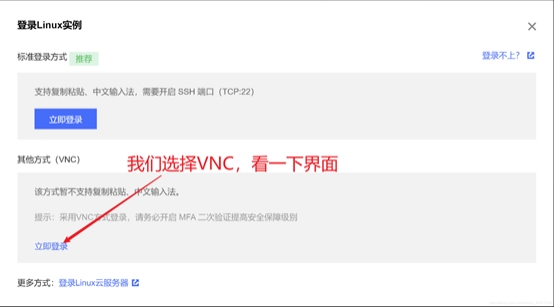 登录Linux实例
标准登录方式 推荐
登录不上？
支持复制粘贴、中文输入法，需要开启 SSH 端口（TCP:22）
立即登录
其他方式（VNC）
我们选择VNC，看一下界面
该方式暂不支持复制粘贴、中文输入法。
提示：采用VNC方式登录，请务必开启 MFA 二次验证提高安全保障级别
立即登录
更多方式：登录Linux云服务器